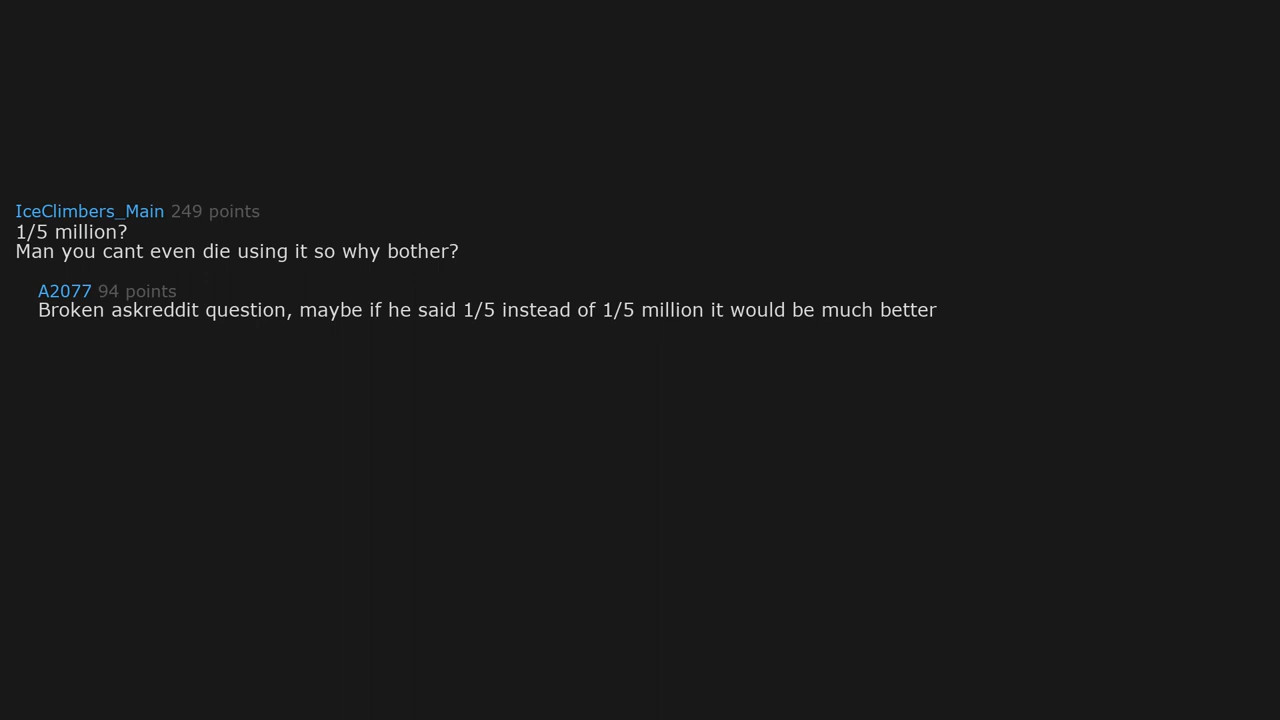 IceClimbers_Main 249 points
1/5 million?
Man you cant even die using it so why bother?
A2077 94 points
Broken askreddit question, maybe if he said 1/5 instead of 1/5 million it would be much better